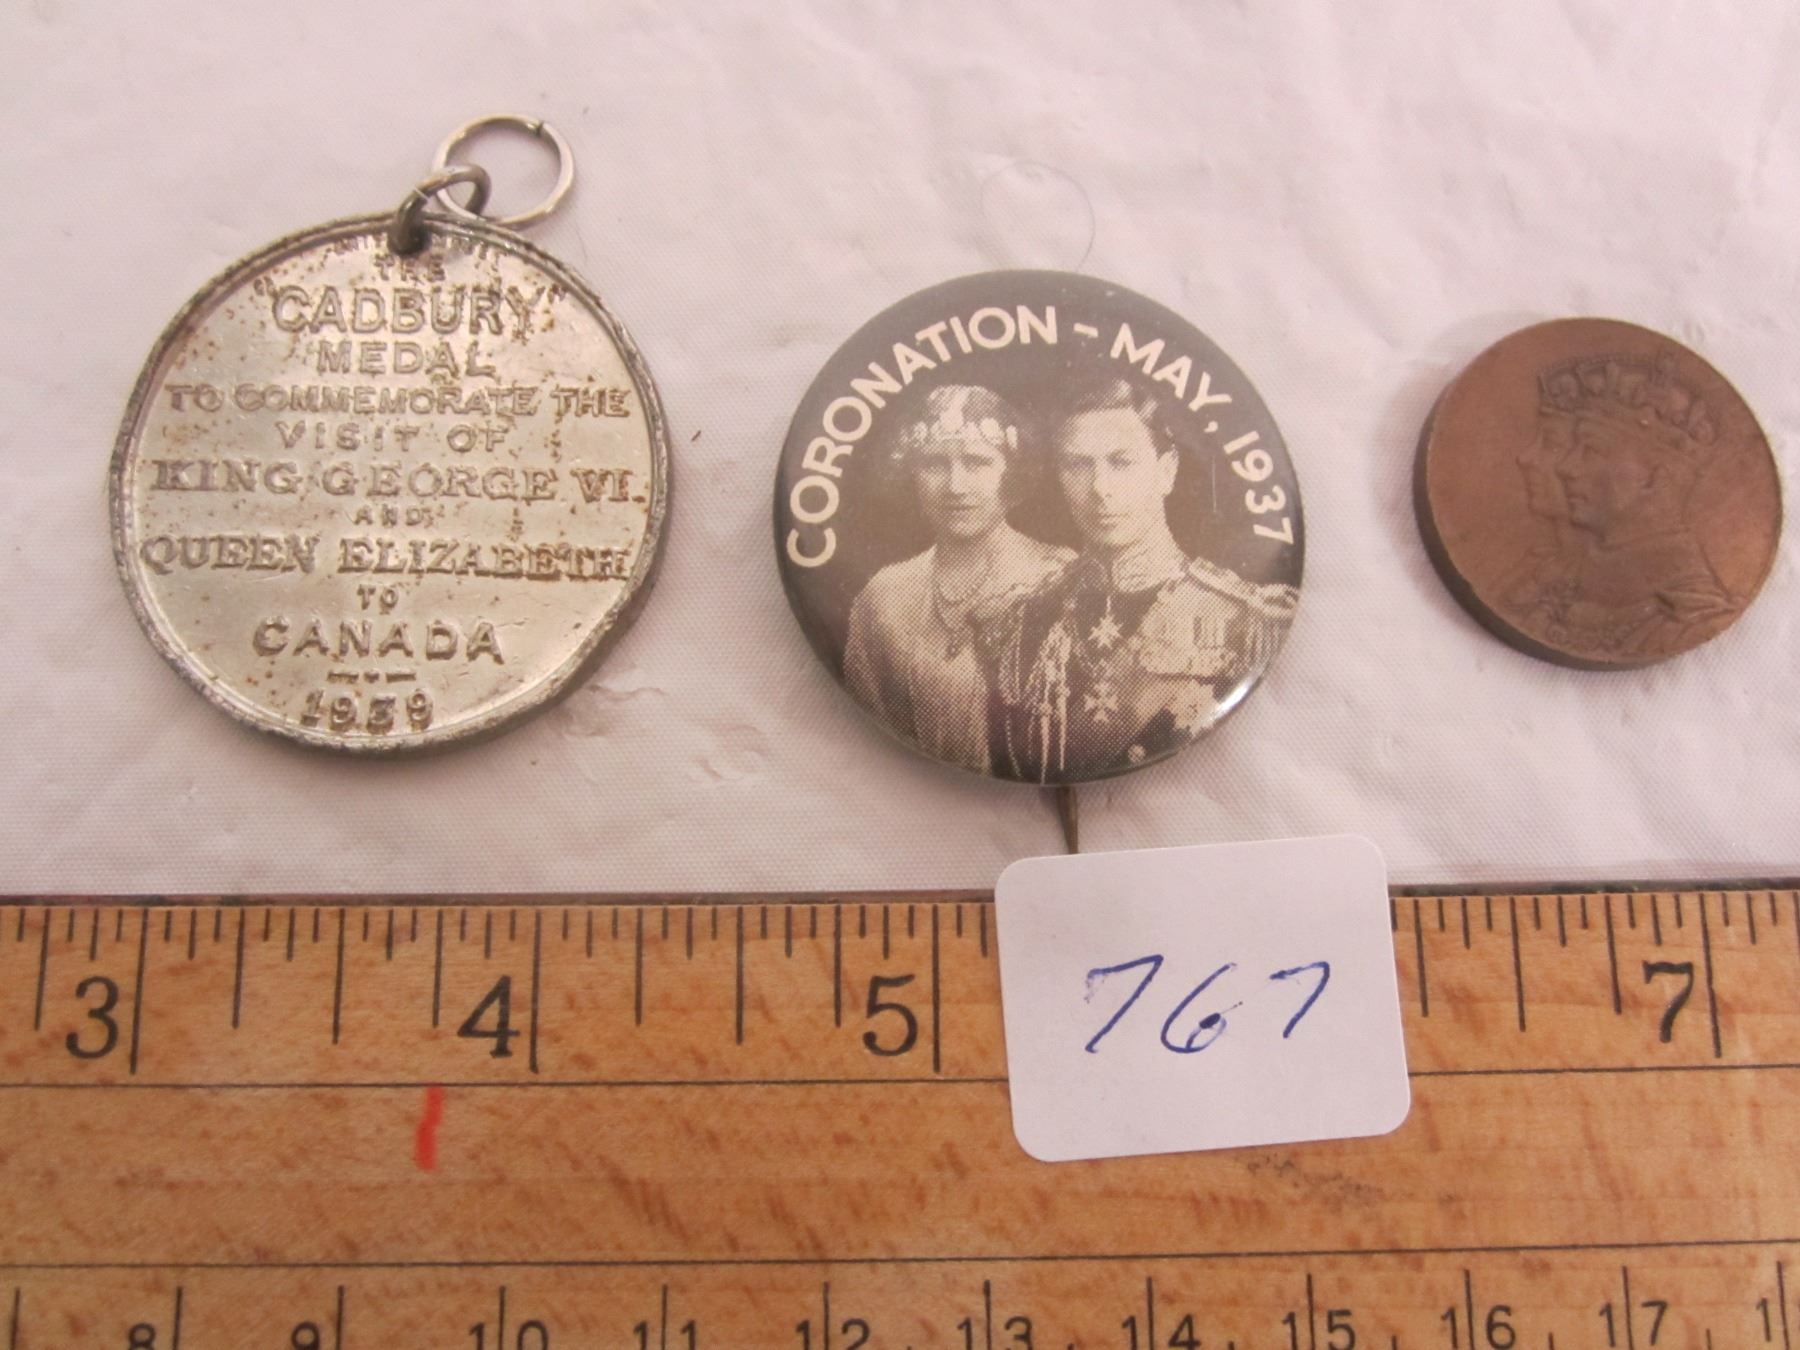 THE
"CADBURY"
MEDAL
TO COMMEMORATE THE
VISIT OF
KING GEORGE VI.
AND
QUEEN ELIZABETH
TO
CANADA
1939
CORONATION - MAY, 1937
767
3 4 5 7
8 9 10 11 12 13 14 15 16 17